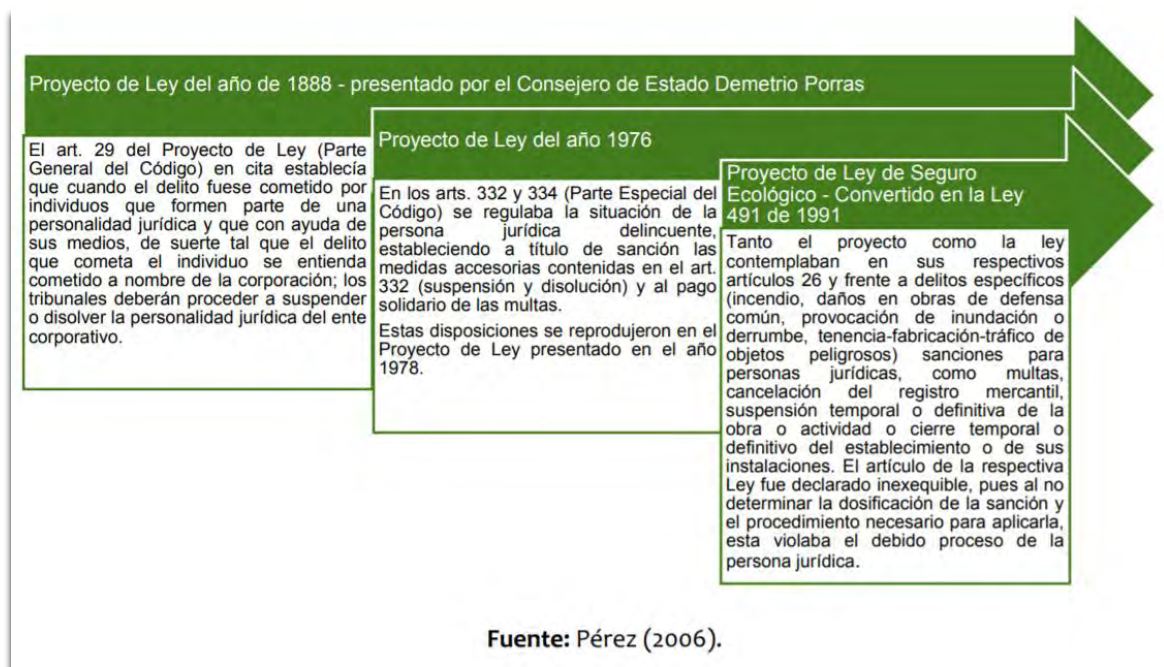 Proyecto de Ley del año de 1888 - presentado por el Consejero de Estado Demetrio Porras
El art. 29 del Proyecto de Ley (Parte
General del Código) en cita establecía
que cuando el delito fuese cometido por
individuos que formen parte de una
personalidad jurídica y que con ayuda de
sus medios, de suerte tal que el delito
que cometa el individuo se entienda
cometido a nombre de la corporación; los
tribunales deberán proceder a suspender
o disolver la personalidad jurídica del ente
corporativo.
Proyecto de Ley del año 1976
En los arts. 332 y 334 (Parte Especial del
Código) se regulaba la situación de la
persona jurídica delincuente,
estableciendo a título de sanción las
medidas accesorias contenidas en el art.
332 (suspensión y disolución) y al pago
solidario de las multas.
Estas disposiciones se reprodujeron en el
Proyecto de Ley presentado en el año
1978.
Proyecto de Ley de Seguro
Ecológico - Convertido en la Ley
491 de 1991
Tanto el proyecto como la ley
contemplaban en sus respectivos
artículos 26 y frente a delitos específicos
(incendio, daños en obras de defensa
común, provocación de inundación o
derrumbe, tenencia-fabricación-tráfico de
objetos peligrosos) sanciones para
personas jurídicas, como multas,
cancelación del registro mercantil,
suspensión temporal o definitiva de la
obra o actividad o cierre temporal o
definitivo del establecimiento o de sus
instalaciones. El artículo de la respectiva
Ley fue declarado inexequible, pues al no
determinar la dosificación de la sanción y
el procedimiento necesario para aplicarla,
esta violaba el debido proceso de la
persona jurídica.
Fuente: Pérez (2006).